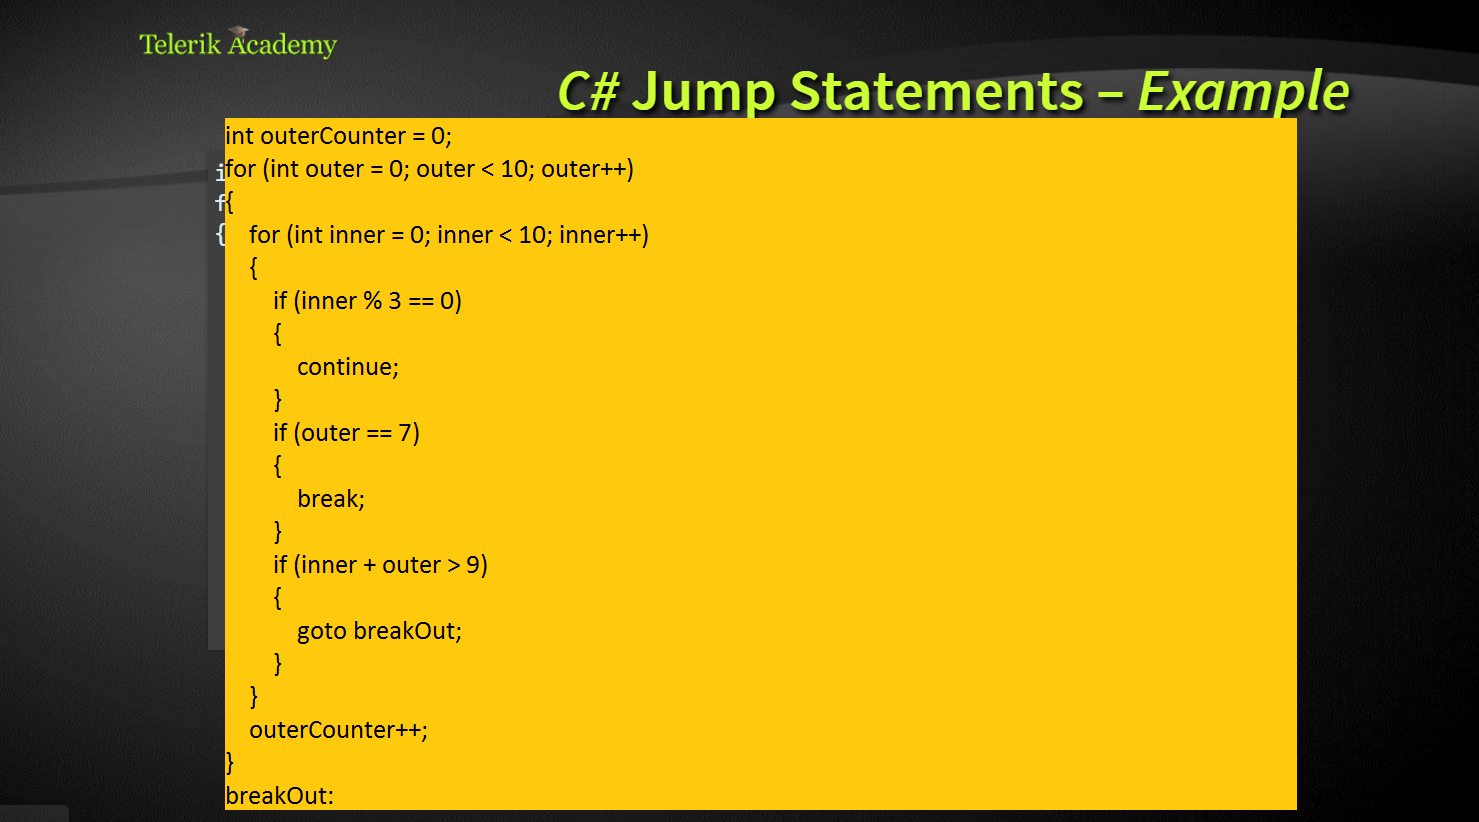 Telerik Academy
C# Jump Statements – Example
int outerCounter = 0;
i
for (int outer = 0; outer < 10; outer++)
f
{
{
for (int inner = 0; inner < 10; inner++)
{
if (inner % 3 == 0)
{
continue;
}
if (outer == 7)
{
break;
}
if (inner + outer > 9)
{
goto breakOut;
}
}
outerCounter++;
}
breakOut: